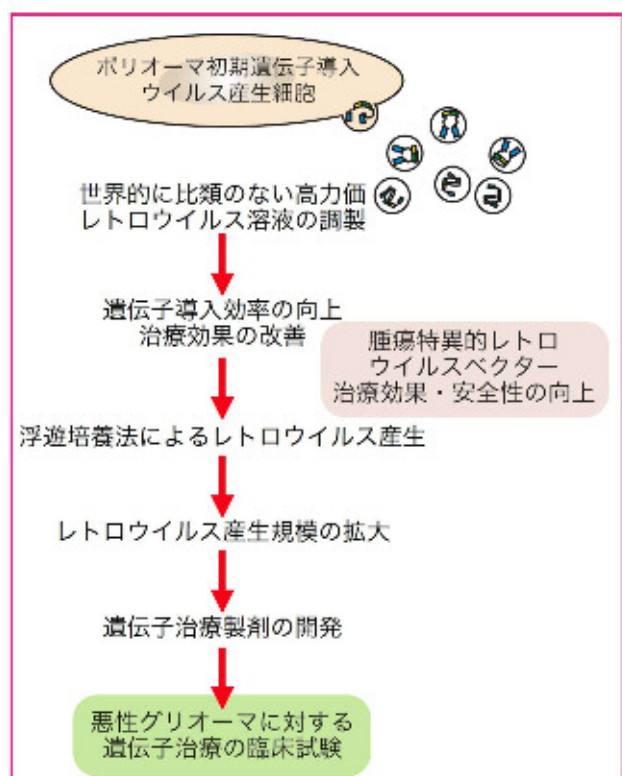 ポリオーマ初期遺伝子導入
ウイルス産生細胞
世界的に比類のない高力価
レトロウイルス溶液の調製
遺伝子導入効率の向上
治療効果の改善
腫瘍特異的レトロ
ウイルスベクター
治療効果・安全性の向上
浮遊培養法によるレトロウイルス産生
レトロウイルス産生規模の拡大
遺伝子治療製剤の開発
悪性グリオーマに対する
遺伝子治療の臨床試験